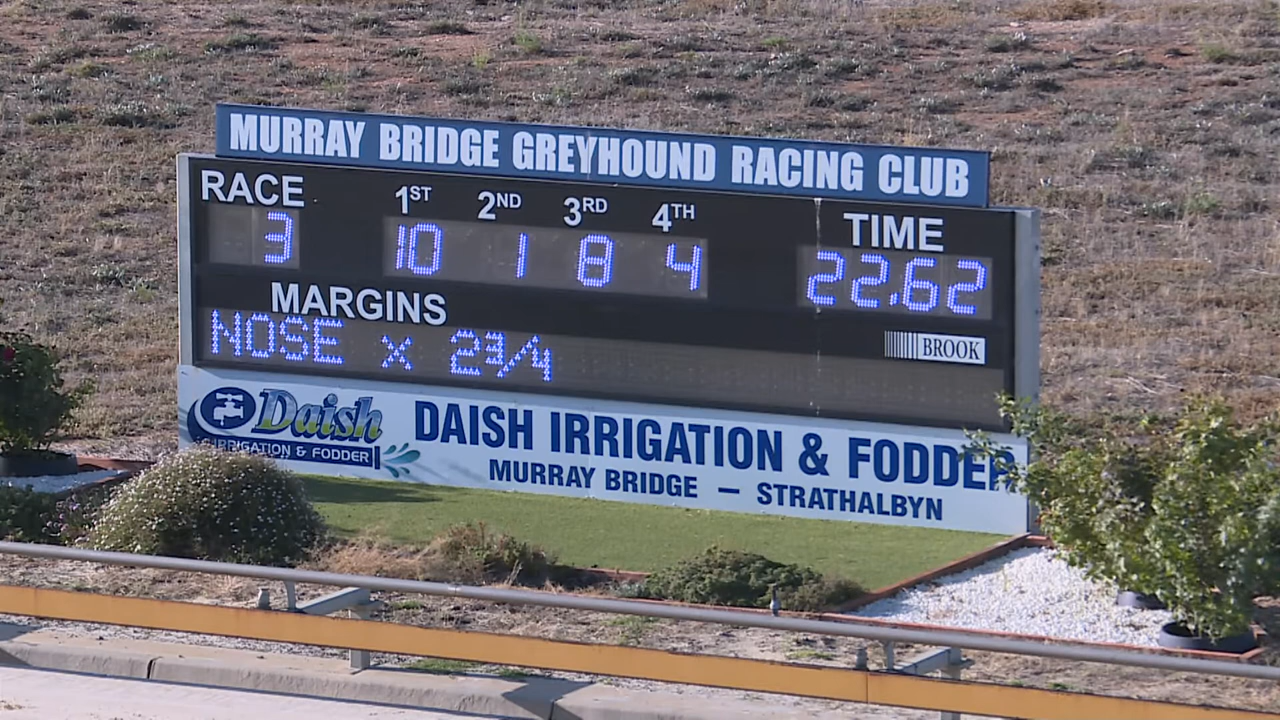 MURRAY BRIDGE GREYHOUND RACING CLUB
RACE 1ST 2ND 3RD 4TH TIME
3 10 1 8 4 22.62
MARGINS
NOSE x 2¾
BROOK
Daish
IRRIGATION & FODDER
DAISH IRRIGATION & FODDER
MURRAY BRIDGE — STRATHALBYN